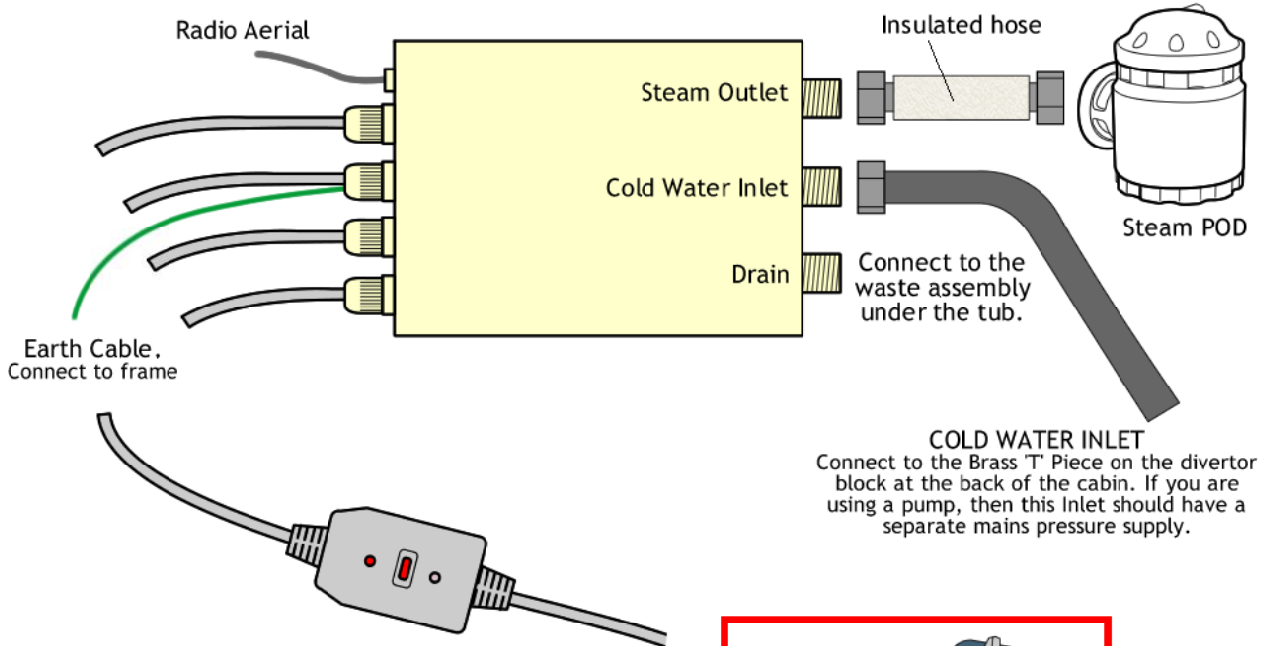 Radio Aerial
Insulated hose
Steam Outlet
Cold Water Inlet
Steam POD
Drain
Connect to the
waste assembly
under the tub.
Earth Cable.
Connect to frame
COLD WATER INLET
Connect to the Brass 'T' Piece on the divertor
block at the back of the cabin. If you are
using a pump, then this Inlet should have a
separate mains pressure supply.